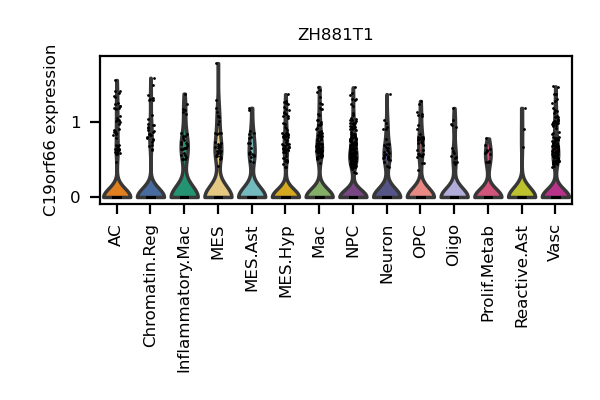 ZH881T1
C19orf66 expression
1
0
AC
Chromatin.Reg
Inflammatory.Mac
MES
MES.Ast
MES.Hyp
Mac
NPC
Neuron
OPC
Oligo
Prolif.Metab
Reactive.Ast
Vasc